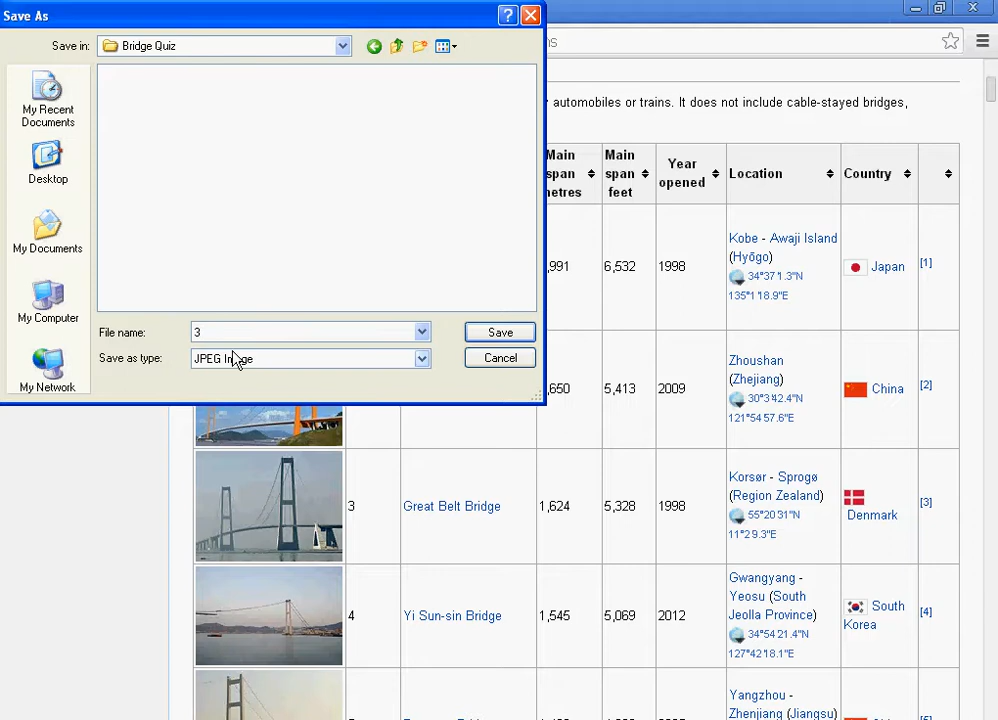 Save As
Save in: Bridge Quiz
My Recent
Documents
Desktop
My Documents
My Computer
My Network
File name: 3 Save
Save as type: JPEG Image Cancel
automobiles or trains. It does not include cable-stayed bridges,
Main
span
metres
Main
span
feet
Year
opened
Location
Country
,991 6,532 1998
Kobe - Awaji Island
(Hyōgo)
34°37′1.3″N
135°1′18.9″E
Japan [1]
,650 5,413 2009
Zhoushan
(Zhejiang)
30°3′42.4″N
121°54′57.6″E
China [2]
3 Great Belt Bridge 1,624 5,328 1998
Korsør - Sprogø
(Region Zealand)
55°20′31″N
11°2′9.3″E
Denmark [3]
4 Yi Sun-sin Bridge 1,545 5,069 2012
Gwangyang -
Yeosu (South
Jeolla Province)
34°54′21.4″N
127°42′18.1″E
South
Korea [4]
Yangzhou -
Zhenjiang (Jiangsu)